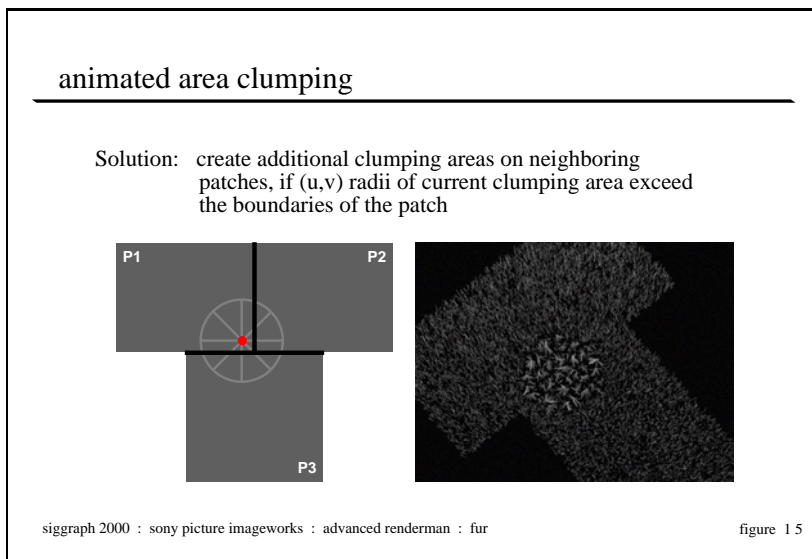 animated area clumping
Solution: create additional clumping areas on neighboring
patches, if (u,v) radii of current clumping area exceed
the boundaries of the patch
P1
P2
P3
siggraph 2000 : sony picture imageworks : advanced renderman : fur
figure 1 5